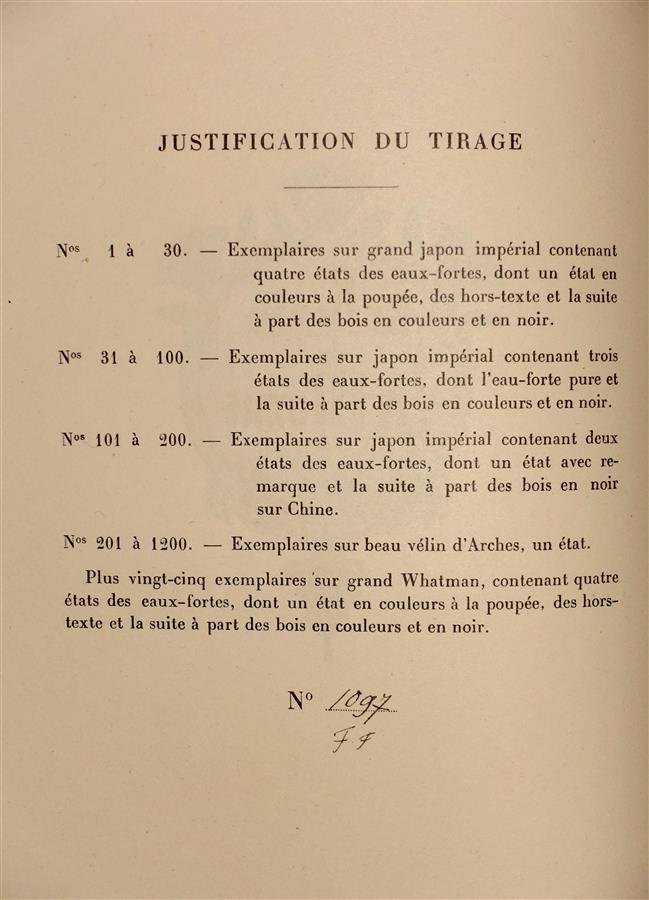 JUSTIFICATION DU TIRAGE
Nos 1 à 30. — Exemplaires sur grand japon impérial contenant
quatre états des eaux-fortes, dont un état en
couleurs à la poupée, des hors-texte et la suite
à part des bois en couleurs et en noir.
Nos 31 à 100. — Exemplaires sur japon impérial contenant trois
états des eaux-fortes, dont l'eau-forte pure et
la suite à part des bois en couleurs et en noir.
Nos 101 à 200. — Exemplaires sur japon impérial contenant deux
états des eaux-fortes, dont un état avec re-
marque et la suite à part des bois en noir
sur Chine.
Nos 201 à 1200. — Exemplaires sur beau vélin d'Arches, un état.
Plus vingt-cinq exemplaires sur grand Whatman, contenant quatre
états des eaux-fortes, dont un état en couleurs à la poupée, des hors-
texte et la suite à part des bois en couleurs et en noir.
No 1097